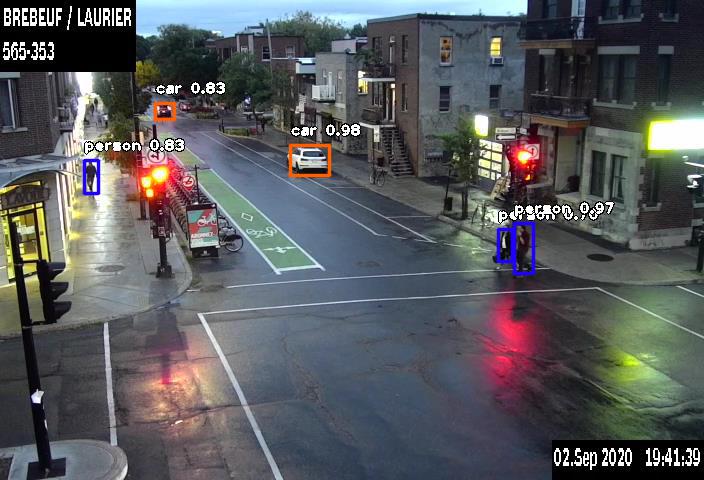 BREBEUF / LAURIER
565-353
car 0.83
car 0.98
person 0.83
person 0.97
02.Sep 2020 19:41:39